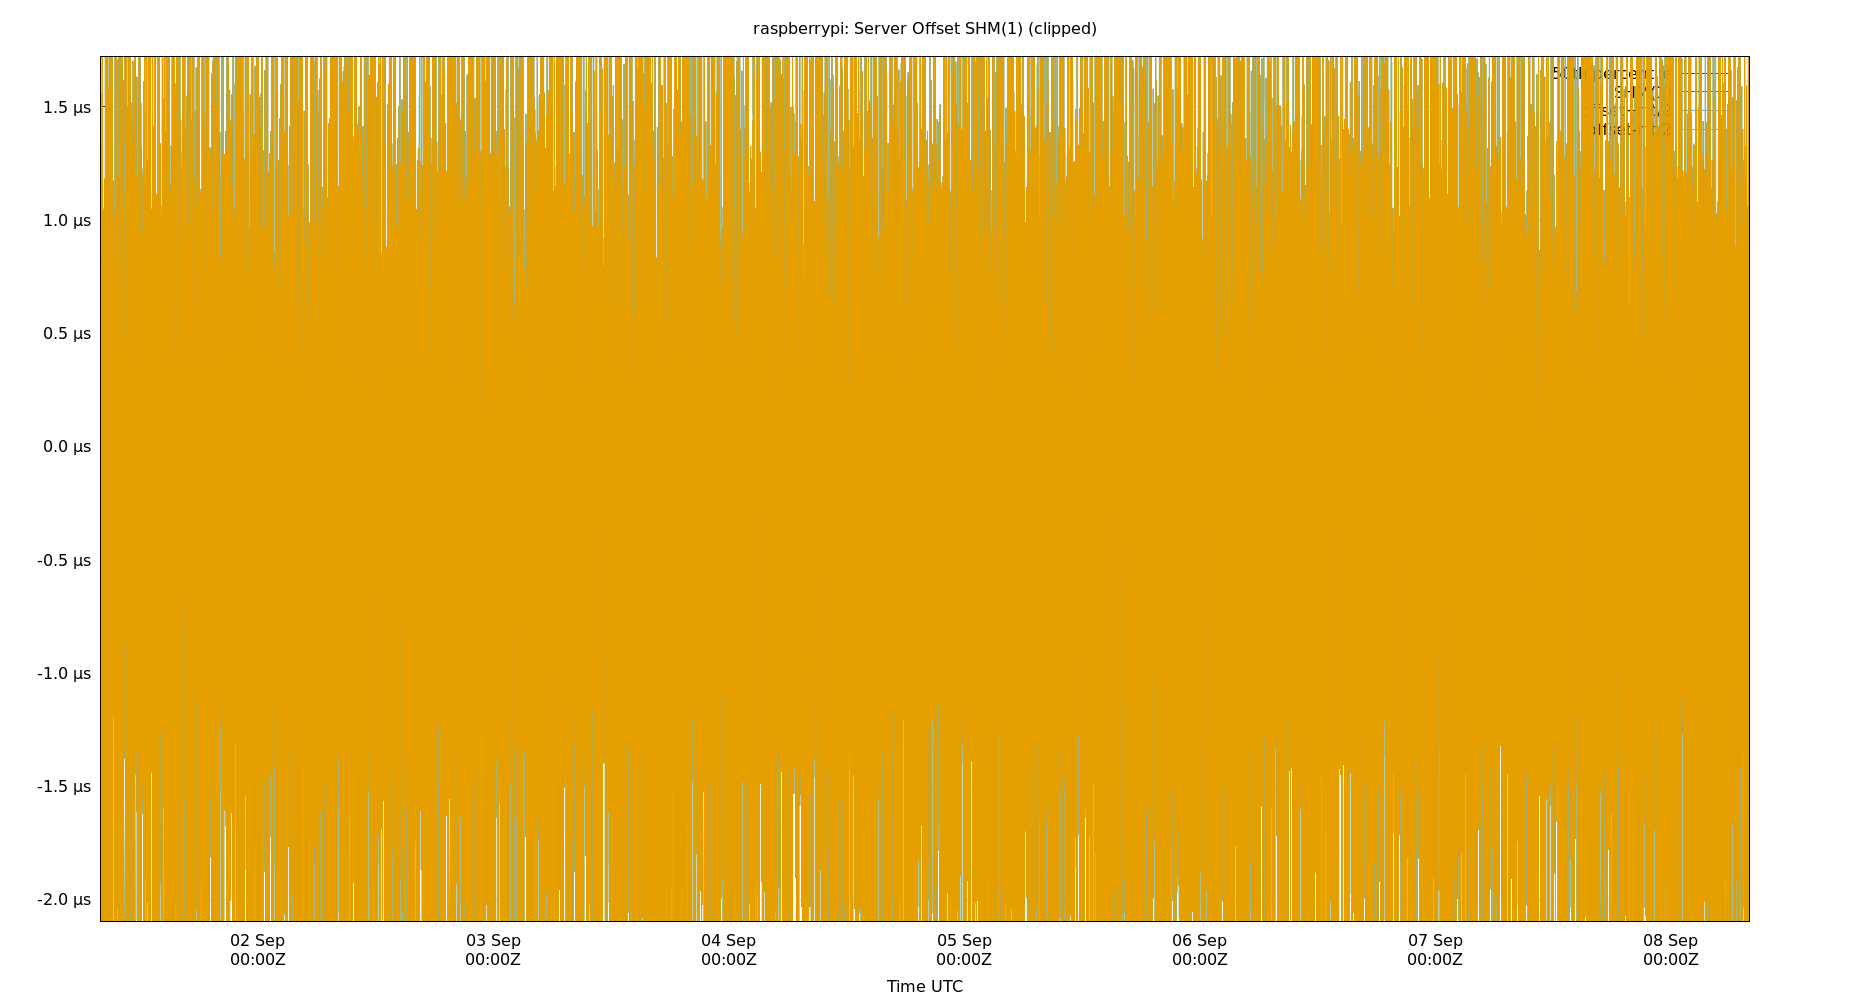 raspberrypi: Server Offset SHM(1) (clipped)
1.5 µs
1.0 µs
0.5 µs
0.0 µs
-0.5 µs
-1.0 µs
-1.5 µs
-2.0 µs
02 Sep 03 Sep 04 Sep 05 Sep 06 Sep 07 Sep 08 Sep
00:00Z 00:00Z 00:00Z 00:00Z 00:00Z 00:00Z 00:00Z
Time UTC